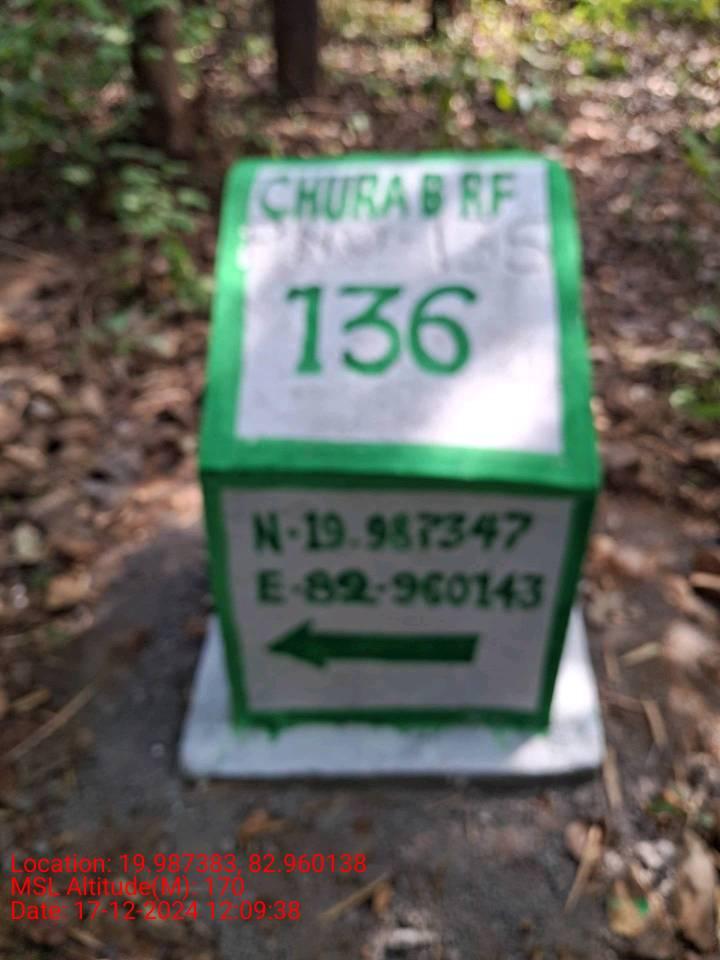 CHURA B RF
136
N-19.987347
E-82-960143
Location: 19.987383, 82.960138
MSL Altitude(M): 170
Date: 17-12-2024 12:09:38